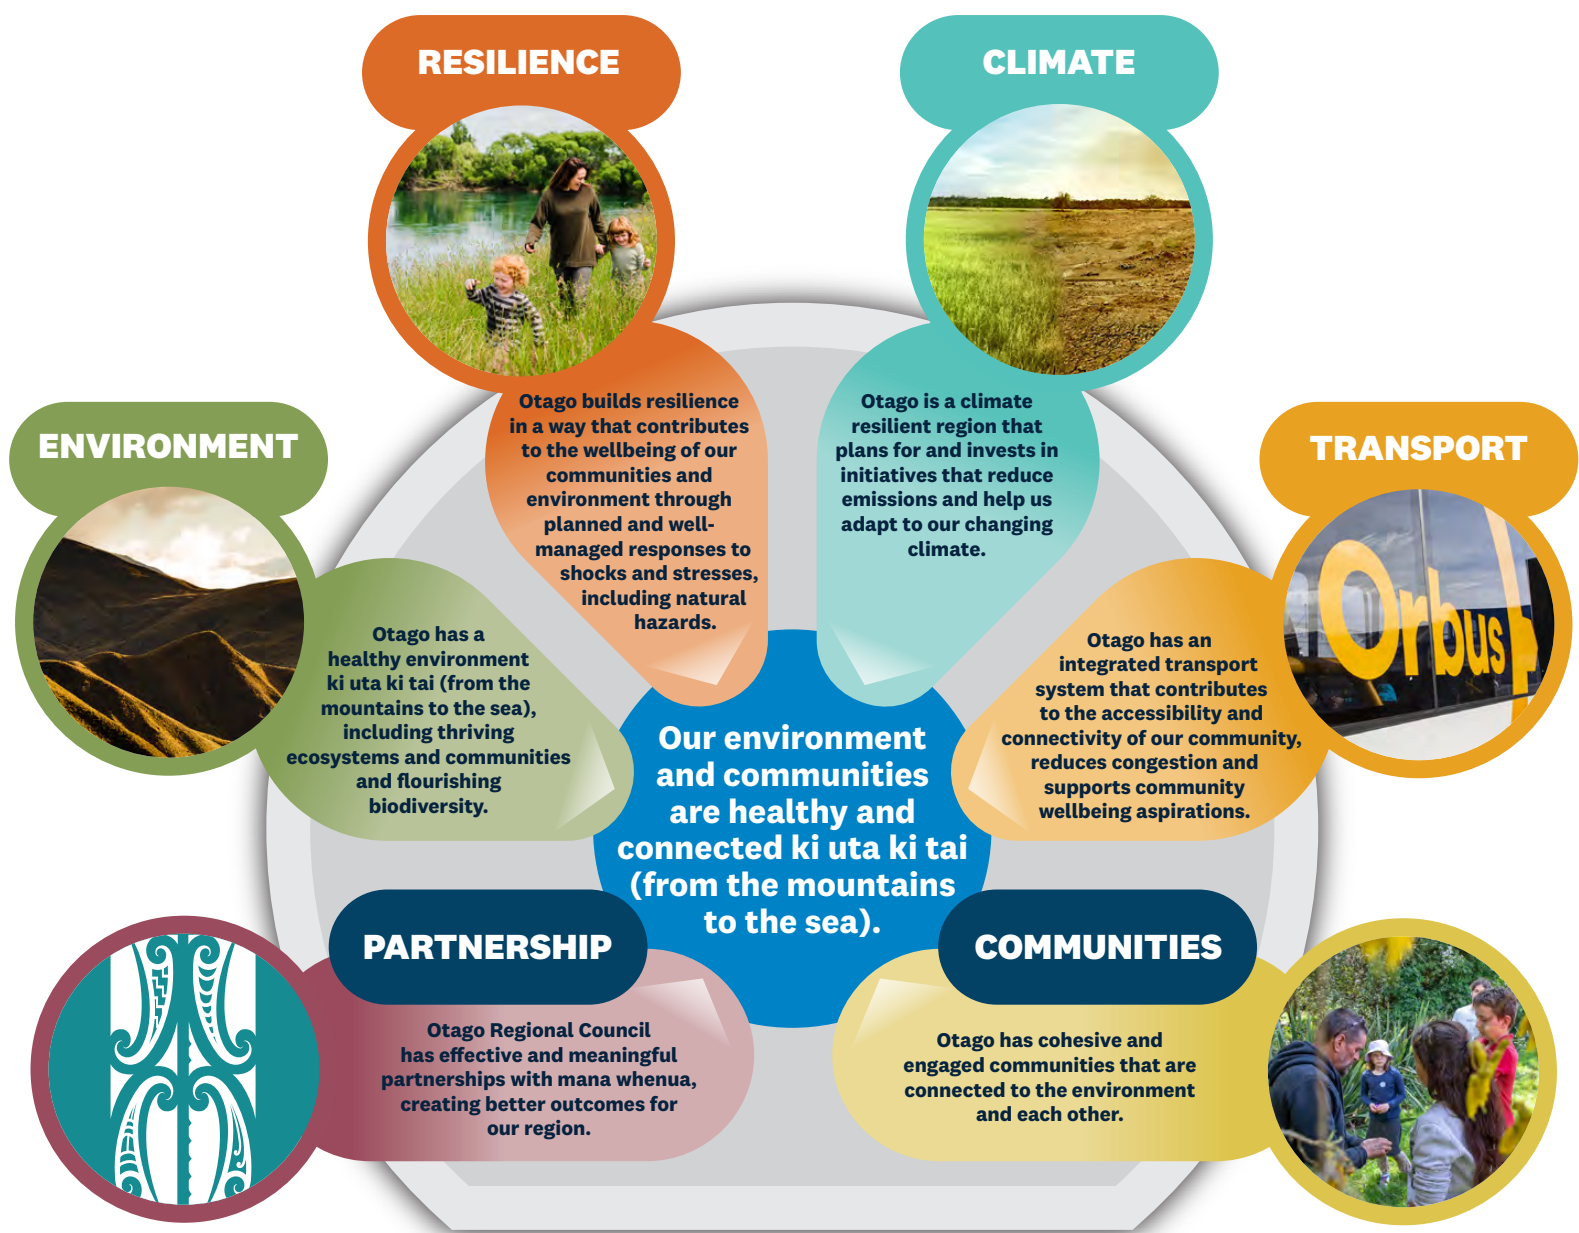 RESILIENCE
Otago builds resilience
in a way that contributes
to the wellbeing of our
communities and
environment through
planned and well-
managed responses to
shocks and stresses,
including natural
hazards.
CLIMATE
Otago is a climate
resilient region that
plans for and invests in
initiatives that reduce
emissions and help us
adapt to our changing
climate.
ENVIRONMENT
Otago has a
healthy environment
ki uta ki tai (from the
mountains to the sea),
including thriving
ecosystems and communities
and flourishing
biodiversity.
TRANSPORT
Orbus
Otago has an
integrated transport
system that contributes
to the accessibility and
connectivity of our community,
reduces congestion and
supports community
wellbeing aspirations.
Our environment
and communities
are healthy and
connected ki uta ki tai
(from the mountains
to the sea).
PARTNERSHIP
Otago Regional Council
has effective and meaningful
partnerships with mana whenua,
creating better outcomes for
our region.
COMMUNITIES
Otago has cohesive and
engaged communities that are
connected to the environment
and each other.